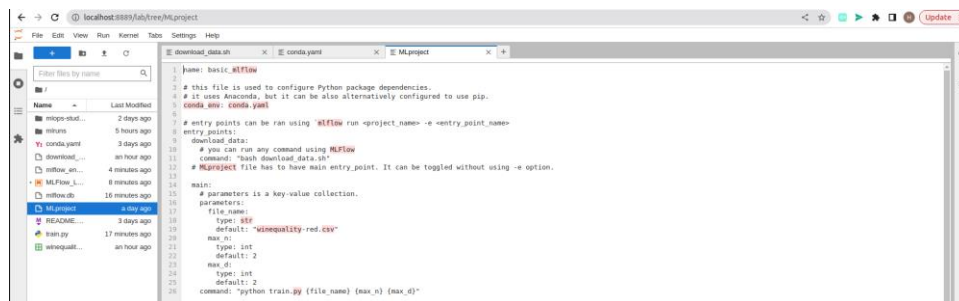 localhost:8889/lab/tree/MLproject
Update
File Edit View Run Kernel Tabs Settings Help
download_data.sh × conda.yaml × MLproject × +
Filter files by name
/
Name Last Modified
mlops-stud... 2 days ago
mlruns 5 hours ago
conda.yaml 3 days ago
download_... an hour ago
mlflow_en... 4 minutes ago
MLFlow_L... 8 minutes ago
mlflow.db 16 minutes ago
MLproject a day ago
README.... 3 days ago
train.py 17 minutes ago
winequalit... an hour ago
1 name: basic_mlflow
2
3 # this file is used to configure Python package dependencies.
4 # it uses Anaconda, but it can be also alternatively configured to use pip.
5 conda_env: conda.yaml
6
7 # entry points can be ran using `mlflow run <project_name> -e <entry_point_name>
8 entry_points:
9 download_data:
10 # you can run any command using MLFlow
11 command: "bash download_data.sh"
12 # MLproject file has to have main entry_point. It can be toggled without using -e option.
13
14 main:
15 # parameters is a key-value collection.
16 parameters:
17 file_name:
18 type: str
19 default: "winequality-red.csv"
20 max_n:
21 type: int
22 default: 2
23 max_d:
24 type: int
25 default: 2
26 command: "python train.py {file_name} {max_n} {max_d}"